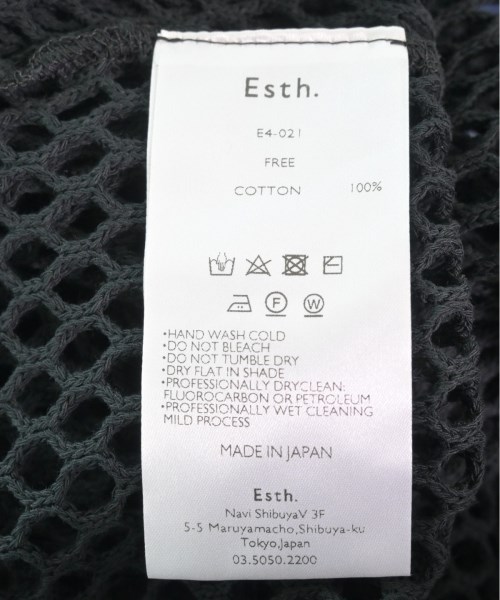 Esth.
E4-021
FREE
COTTON 100%
F W
•HAND WASH COLD
•DO NOT BLEACH
•DO NOT TUMBLE DRY
•DRY FLAT IN SHADE
•PROFESSIONALLY DRYCLEAN:
FLUOROCARBON OR PETROLEUM
•PROFESSIONALLY WET CLEANING
MILD PROCESS
MADE IN JAPAN
Esth.
Navi ShibuyaV 3F
5-5 Maruyamacho,Shibuya-ku
Tokyo,Japan
03.5050.2200